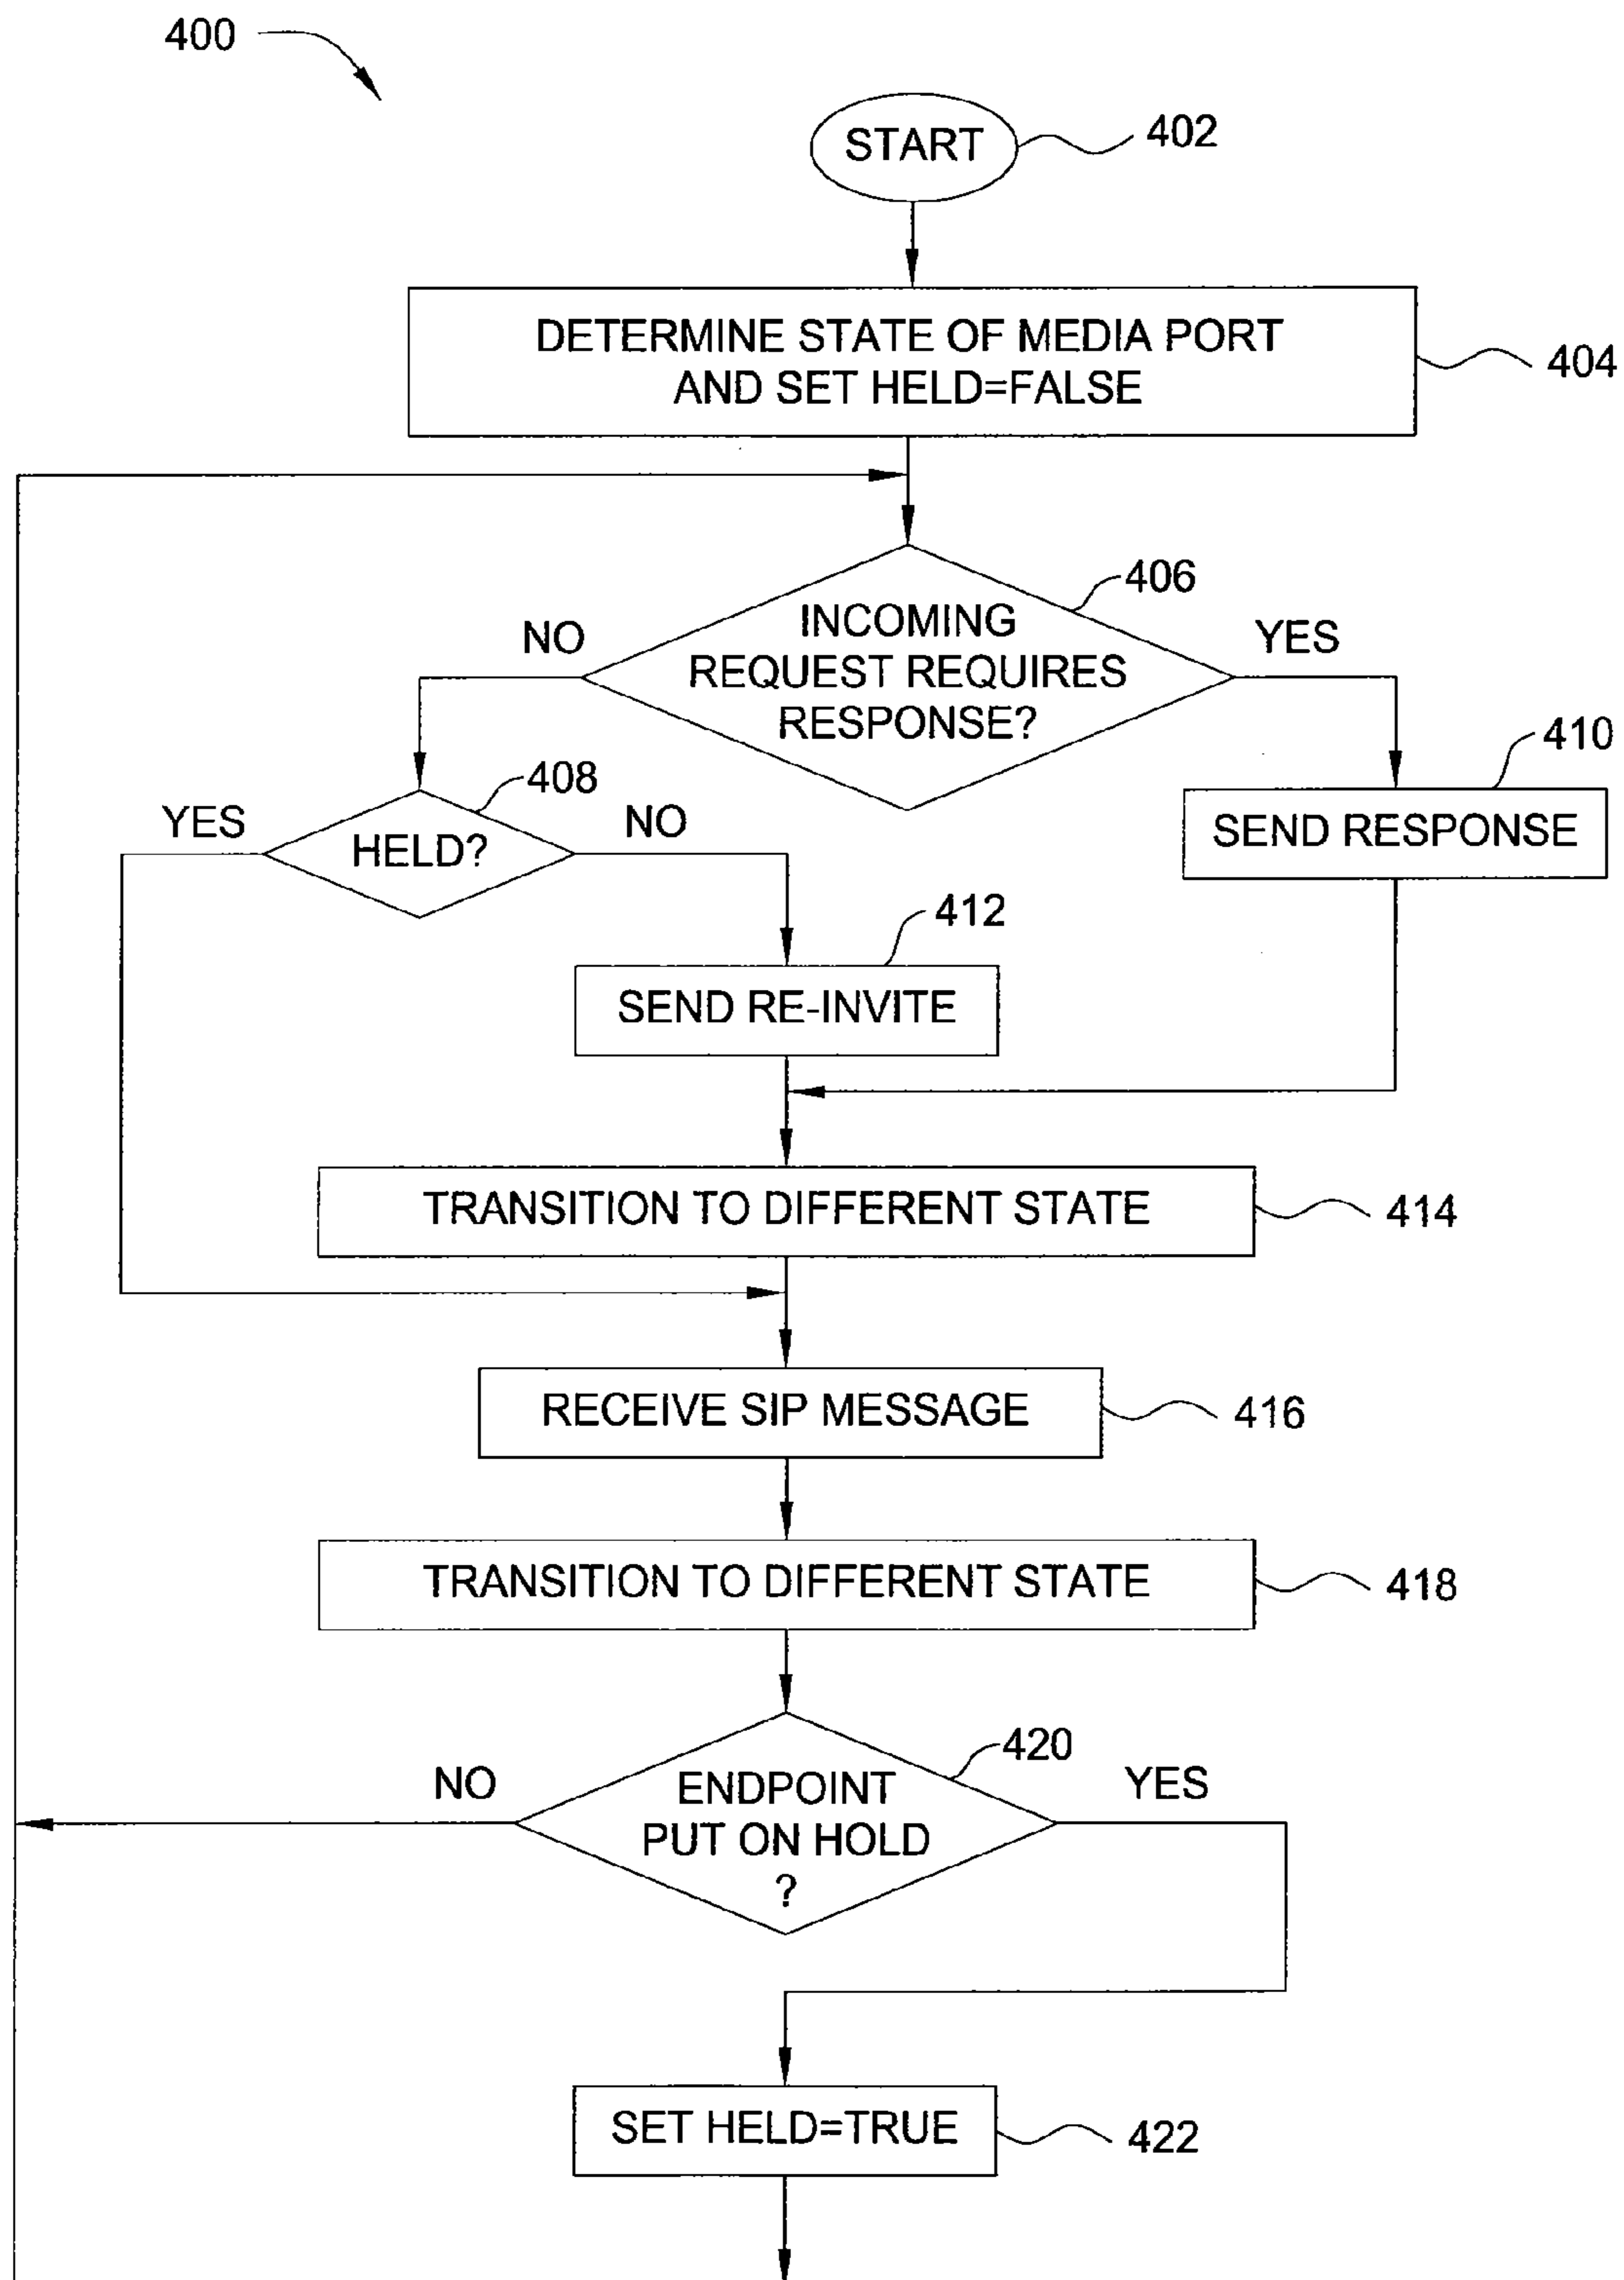 400
START
402
DETERMINE STATE OF MEDIA PORT
AND SET HELD=FALSE
404
406
INCOMING
REQUEST REQUIRES
RESPONSE?
NO
YES
408
410
YES
HELD?
NO
SEND RESPONSE
412
SEND RE-INVITE
TRANSITION TO DIFFERENT STATE
414
RECEIVE SIP MESSAGE
416
TRANSITION TO DIFFERENT STATE
418
420
NO
ENDPOINT
PUT ON HOLD
?
YES
SET HELD=TRUE
422